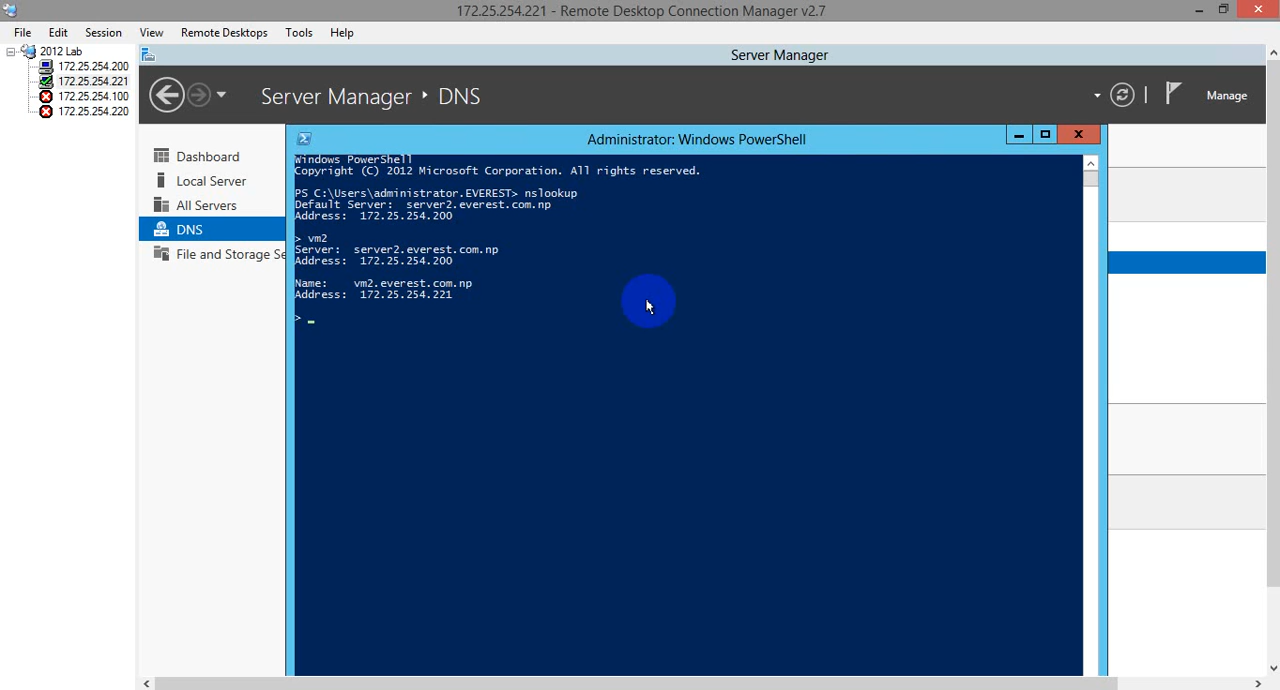 172.25.254.221 - Remote Desktop Connection Manager v2.7
File Edit Session View Remote Desktops Tools Help
2012 Lab
172.25.254.200
172.25.254.221
172.25.254.100
172.25.254.220
Server Manager
Server Manager ‣ DNS
Manage
Dashboard
Local Server
All Servers
DNS
File and Storage Se
Administrator: Windows PowerShell
Windows PowerShell
Copyright (C) 2012 Microsoft Corporation. All rights reserved.
PS C:\Users\administrator.EVEREST> nslookup
Default Server:  server2.everest.com.np
Address:  172.25.254.200
> vm2
Server:  server2.everest.com.np
Address:  172.25.254.200
Name:    vm2.everest.com.np
Address:  172.25.254.221
> _